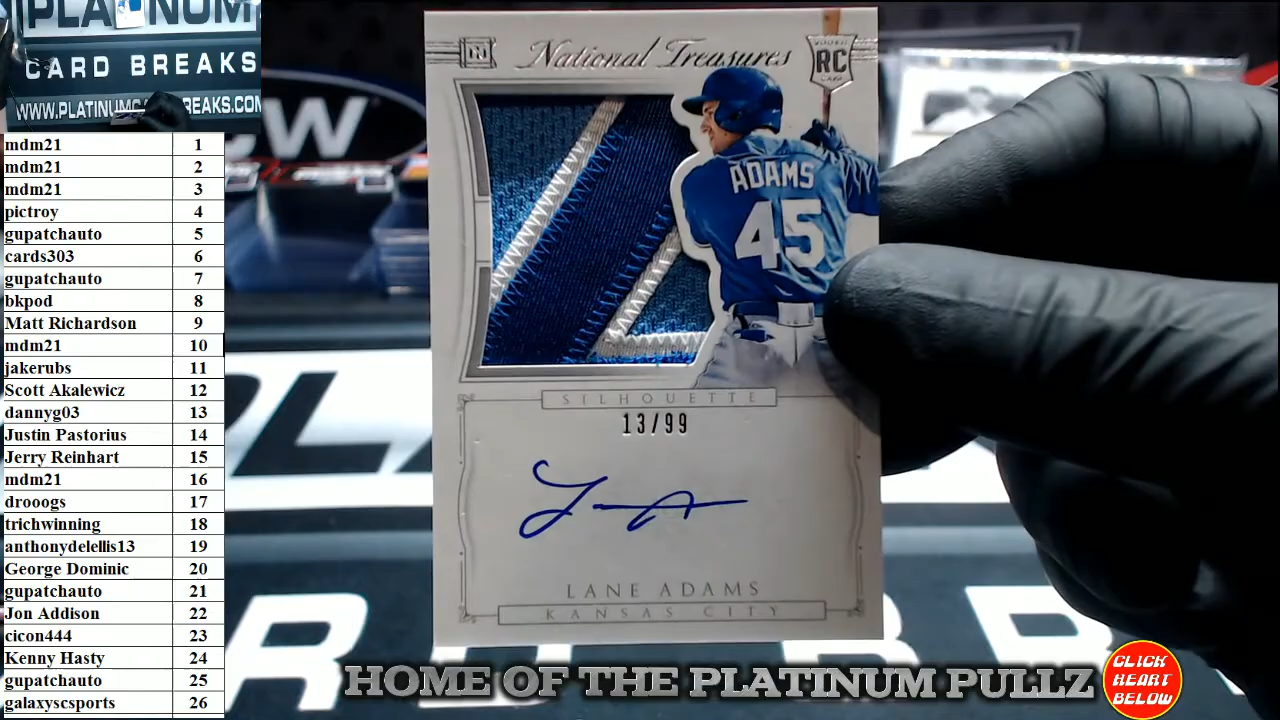 PLATINUM
CARD BREAKS
WWW.PLATINUMCARDBREAKS.COM
mdm21 1
mdm21 2
mdm21 3
pictroy 4
gupatchauto 5
cards303 6
gupatchauto 7
bkpod 8
Matt Richardson 9
mdm21 10
jakerubs 11
Scott Akalewicz 12
dannyg03 13
Justin Pastorius 14
Jerry Reinhart 15
mdm21 16
drooogs 17
trichwinning 18
anthonydelellis13 19
George Dominic 20
gupatchauto 21
Jon Addison 22
cicon444 23
Kenny Hasty 24
gupatchauto 25
galaxyscsports 26
National Treasures
RC
ADAMS
45
SILHOUETTE
13/99
LANE ADAMS
KANSAS CITY
HOME OF THE PLATINUM PULLZ
CLICK
HEART
BELOW